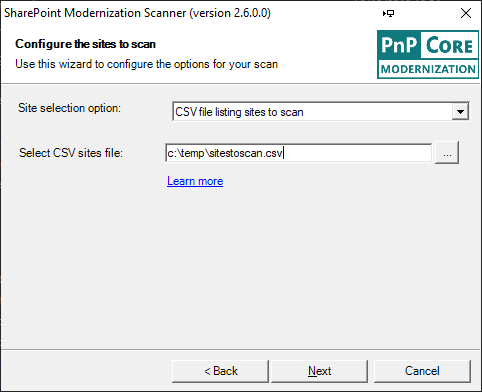 SharePoint Modernization Scanner (version 2.6.0.0)
Configure the sites to scan
Use this wizard to configure the options for your scan
PnP Core
MODERNIZATION
Site selection option:
CSV file listing sites to scan
Select CSV sites file:
c:\temp\sitestoscan.csv
...
Learn more
< Back
Next
Cancel